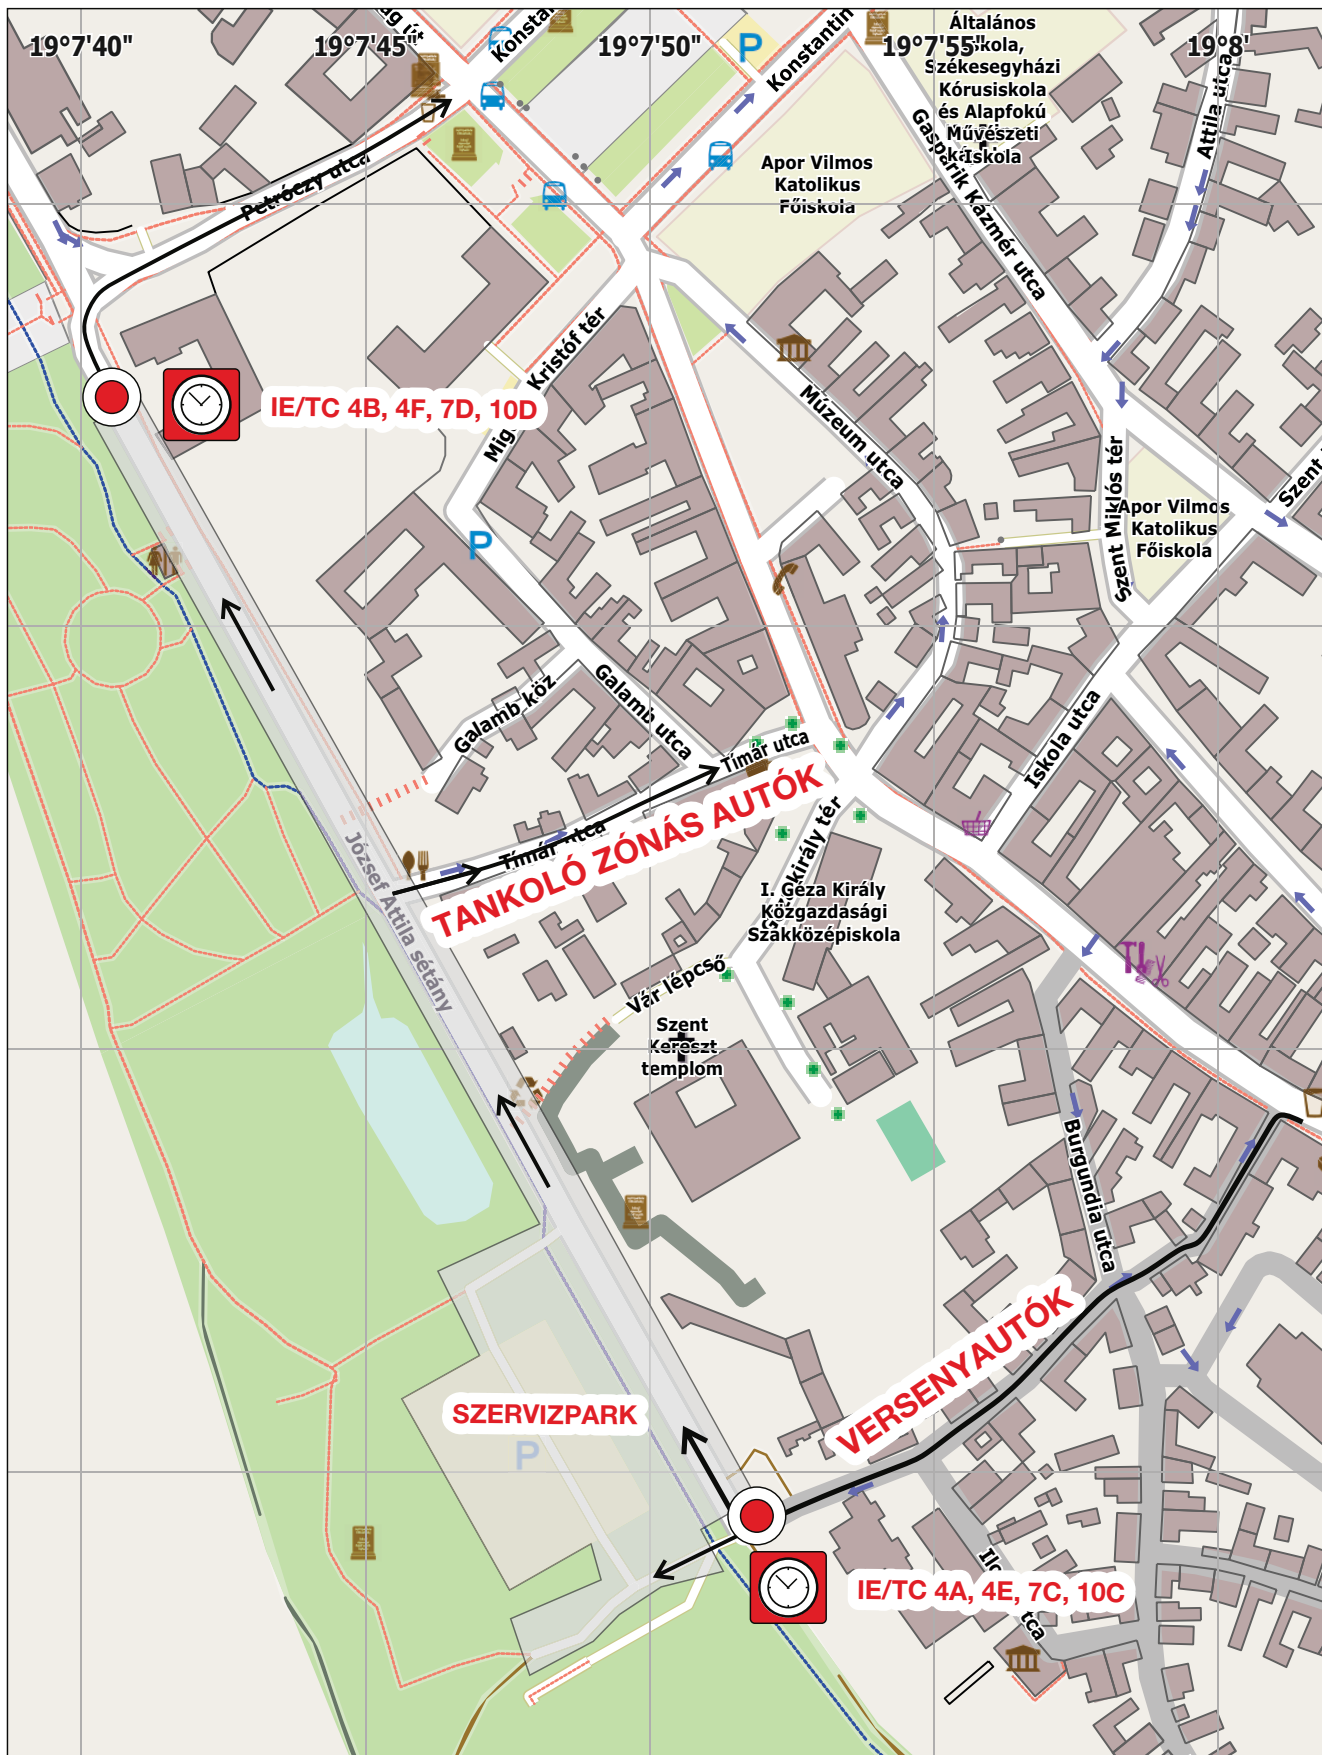 19°7'40"
19°7'45"
19°7'50"
19°7'55"
19°8'
Konstantin
Általános
Iskola,
Székesegyházi
Kórusiskola
és Alapfokú
Művészeti
Iskola
Attila utca
P
Petróczy utca
Apor Vilmos
Katolikus
Főiskola
Gasparik Kázmér utca
Kristóf tér
IE/TC 4B, 4F, 7D, 10D
Múzeum utca
Szent Miklós tér
Apor Vilmos
Katolikus
Főiskola
P
Galamb köz
Galamb utca
Tímár utca
Iskola utca
Tímár utca
TANKOLÓ ZÓNÁS AUTÓK
József Attila sétány
I. Géza Király
Közgazdasági
Szakközépiskola
Vár lépcső
Szent
Kereszt
templom
Burgundia utca
VERSENYAUTÓK
SZERVIZPARK
P
IE/TC 4A, 4E, 7C, 10C